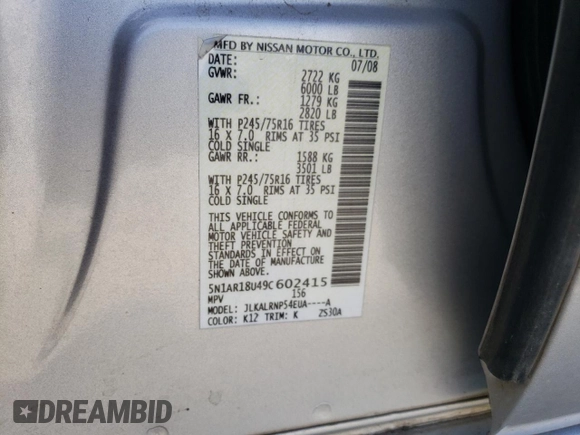 MFD BY NISSAN MOTOR CO., LTD.
DATE: 07/08
GVWR: 2722 KG
6000 LB
GAWR FR.: 1279 KG
2820 LB
WITH P245/75R16 TIRES
16 X 7.0 RIMS AT 35 PSI
COLD SINGLE
GAWR RR.: 1588 KG
3501 LB
WITH P245/75R16 TIRES
16 X 7.0 RIMS AT 35 PSI
COLD SINGLE
THIS VEHICLE CONFORMS TO
ALL APPLICABLE FEDERAL
MOTOR VEHICLE SAFETY AND
THEFT PREVENTION
STANDARDS IN EFFECT ON THE
DATE OF MANUFACTURE
SHOWN ABOVE.
5N1AR18U49C602415
MPV 156
MODEL: JLKALRNP54EUA----A
COLOR: K12 TRIM: K ZS30A
DREAMBID